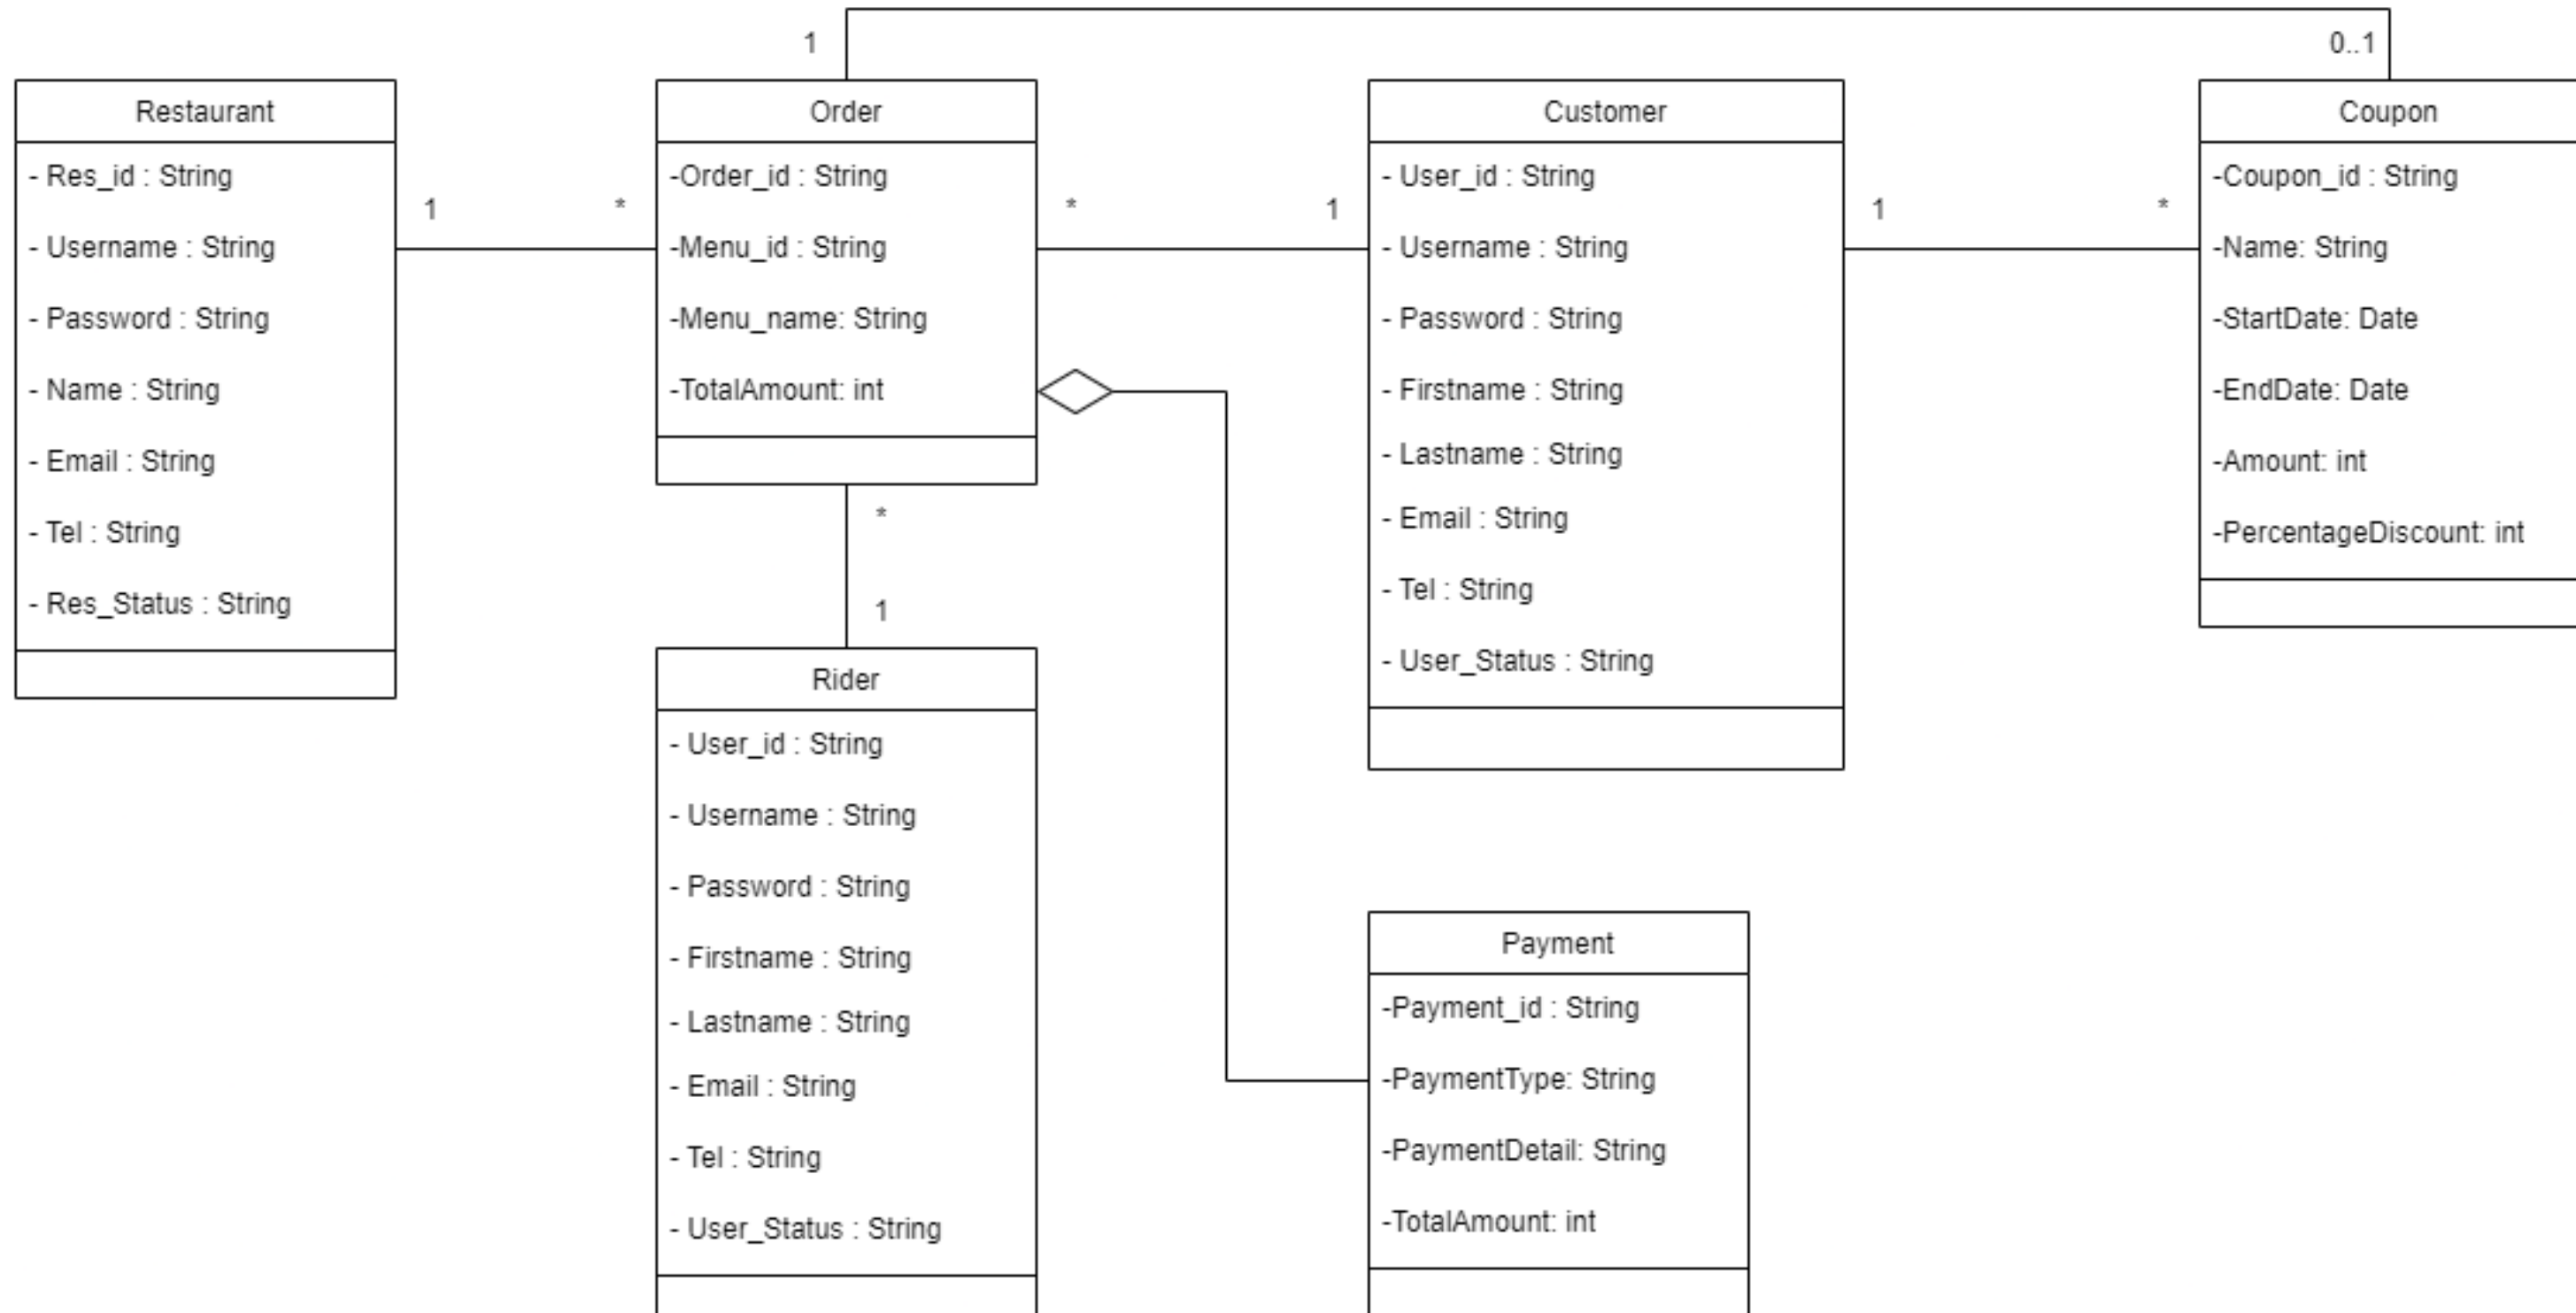 1
0..1
Restaurant
- Res_id : String
- Username : String
- Password : String
- Name : String
- Email : String
- Tel : String
- Res_Status : String
1
*
Order
-Order_id : String
-Menu_id : String
-Menu_name: String
-TotalAmount: int
*
1
*
1
Customer
- User_id : String
- Username : String
- Password : String
- Firstname : String
- Lastname : String
- Email : String
- Tel : String
- User_Status : String
1
*
Coupon
-Coupon_id : String
-Name: String
-StartDate: Date
-EndDate: Date
-Amount: int
-PercentageDiscount: int
Rider
- User_id : String
- Username : String
- Password : String
- Firstname : String
- Lastname : String
- Email : String
- Tel : String
- User_Status : String
Payment
-Payment_id : String
-PaymentType: String
-PaymentDetail: String
-TotalAmount: int